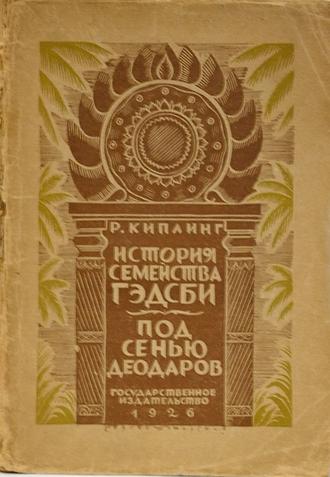 Р. КИПЛИНГ
ИСТОРИЯ
СЕМЕЙСТВА
ГЭДСБИ
ПОД
СЕНЬЮ
ДЕОДАРОВ
ГОСУДАРСТВЕННОЕ
ИЗДАТЕЛЬСТВО
1926